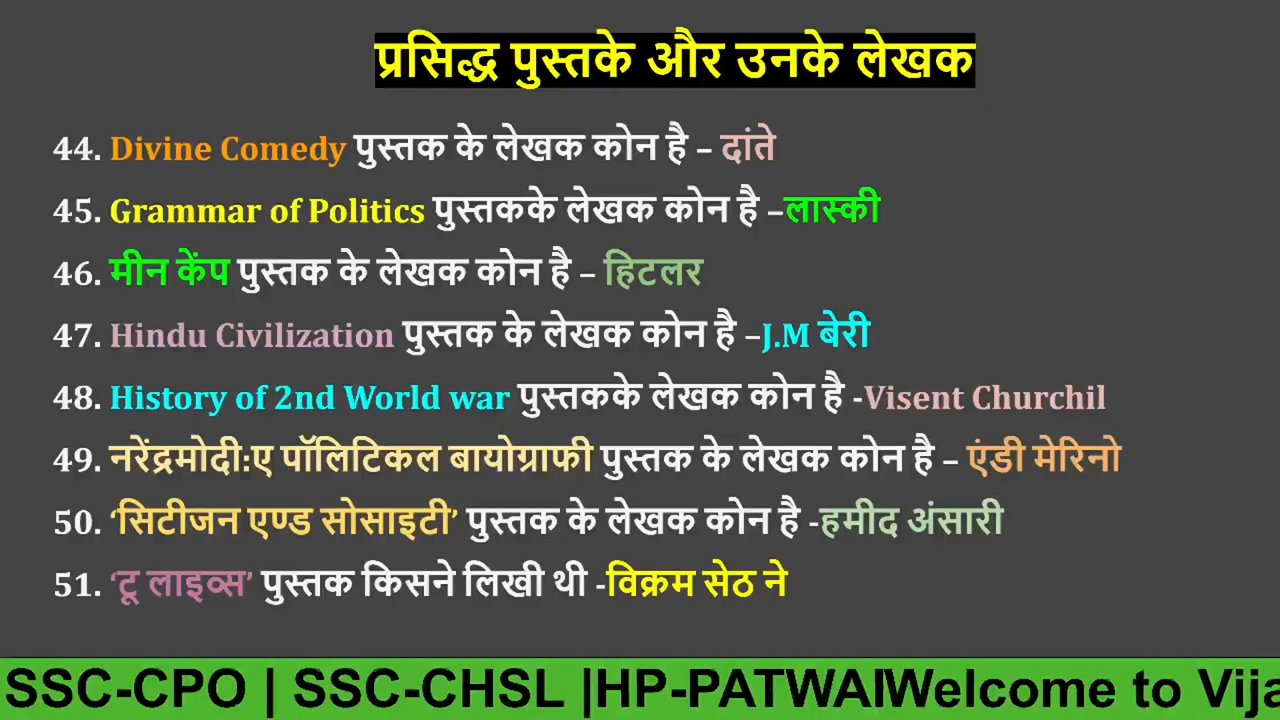 प्रसिद्ध पुस्तके और उनके लेखक
44. Divine Comedy पुस्तक के लेखक कोन है – दांते
45. Grammar of Politics पुस्तकके लेखक कोन है –लास्की
46. मीन केंप पुस्तक के लेखक कोन है – हिटलर
47. Hindu Civilization पुस्तक के लेखक कोन है –J.M बेरी
48. History of 2nd World war पुस्तकके लेखक कोन है -Visent Churchil
49. नरेंद्रमोदी:ए पॉलिटिकल बायोग्राफी पुस्तक के लेखक कोन है – एंडी मेरिनो
50. ‘सिटीजन एण्ड सोसाइटी’ पुस्तक के लेखक कोन है -हमीद अंसारी
51. ‘टू लाइव्स’ पुस्तक किसने लिखी थी -विक्रम सेठ ने
SSC-CPO | SSC-CHSL |HP-PATWAIWelcome to Vija